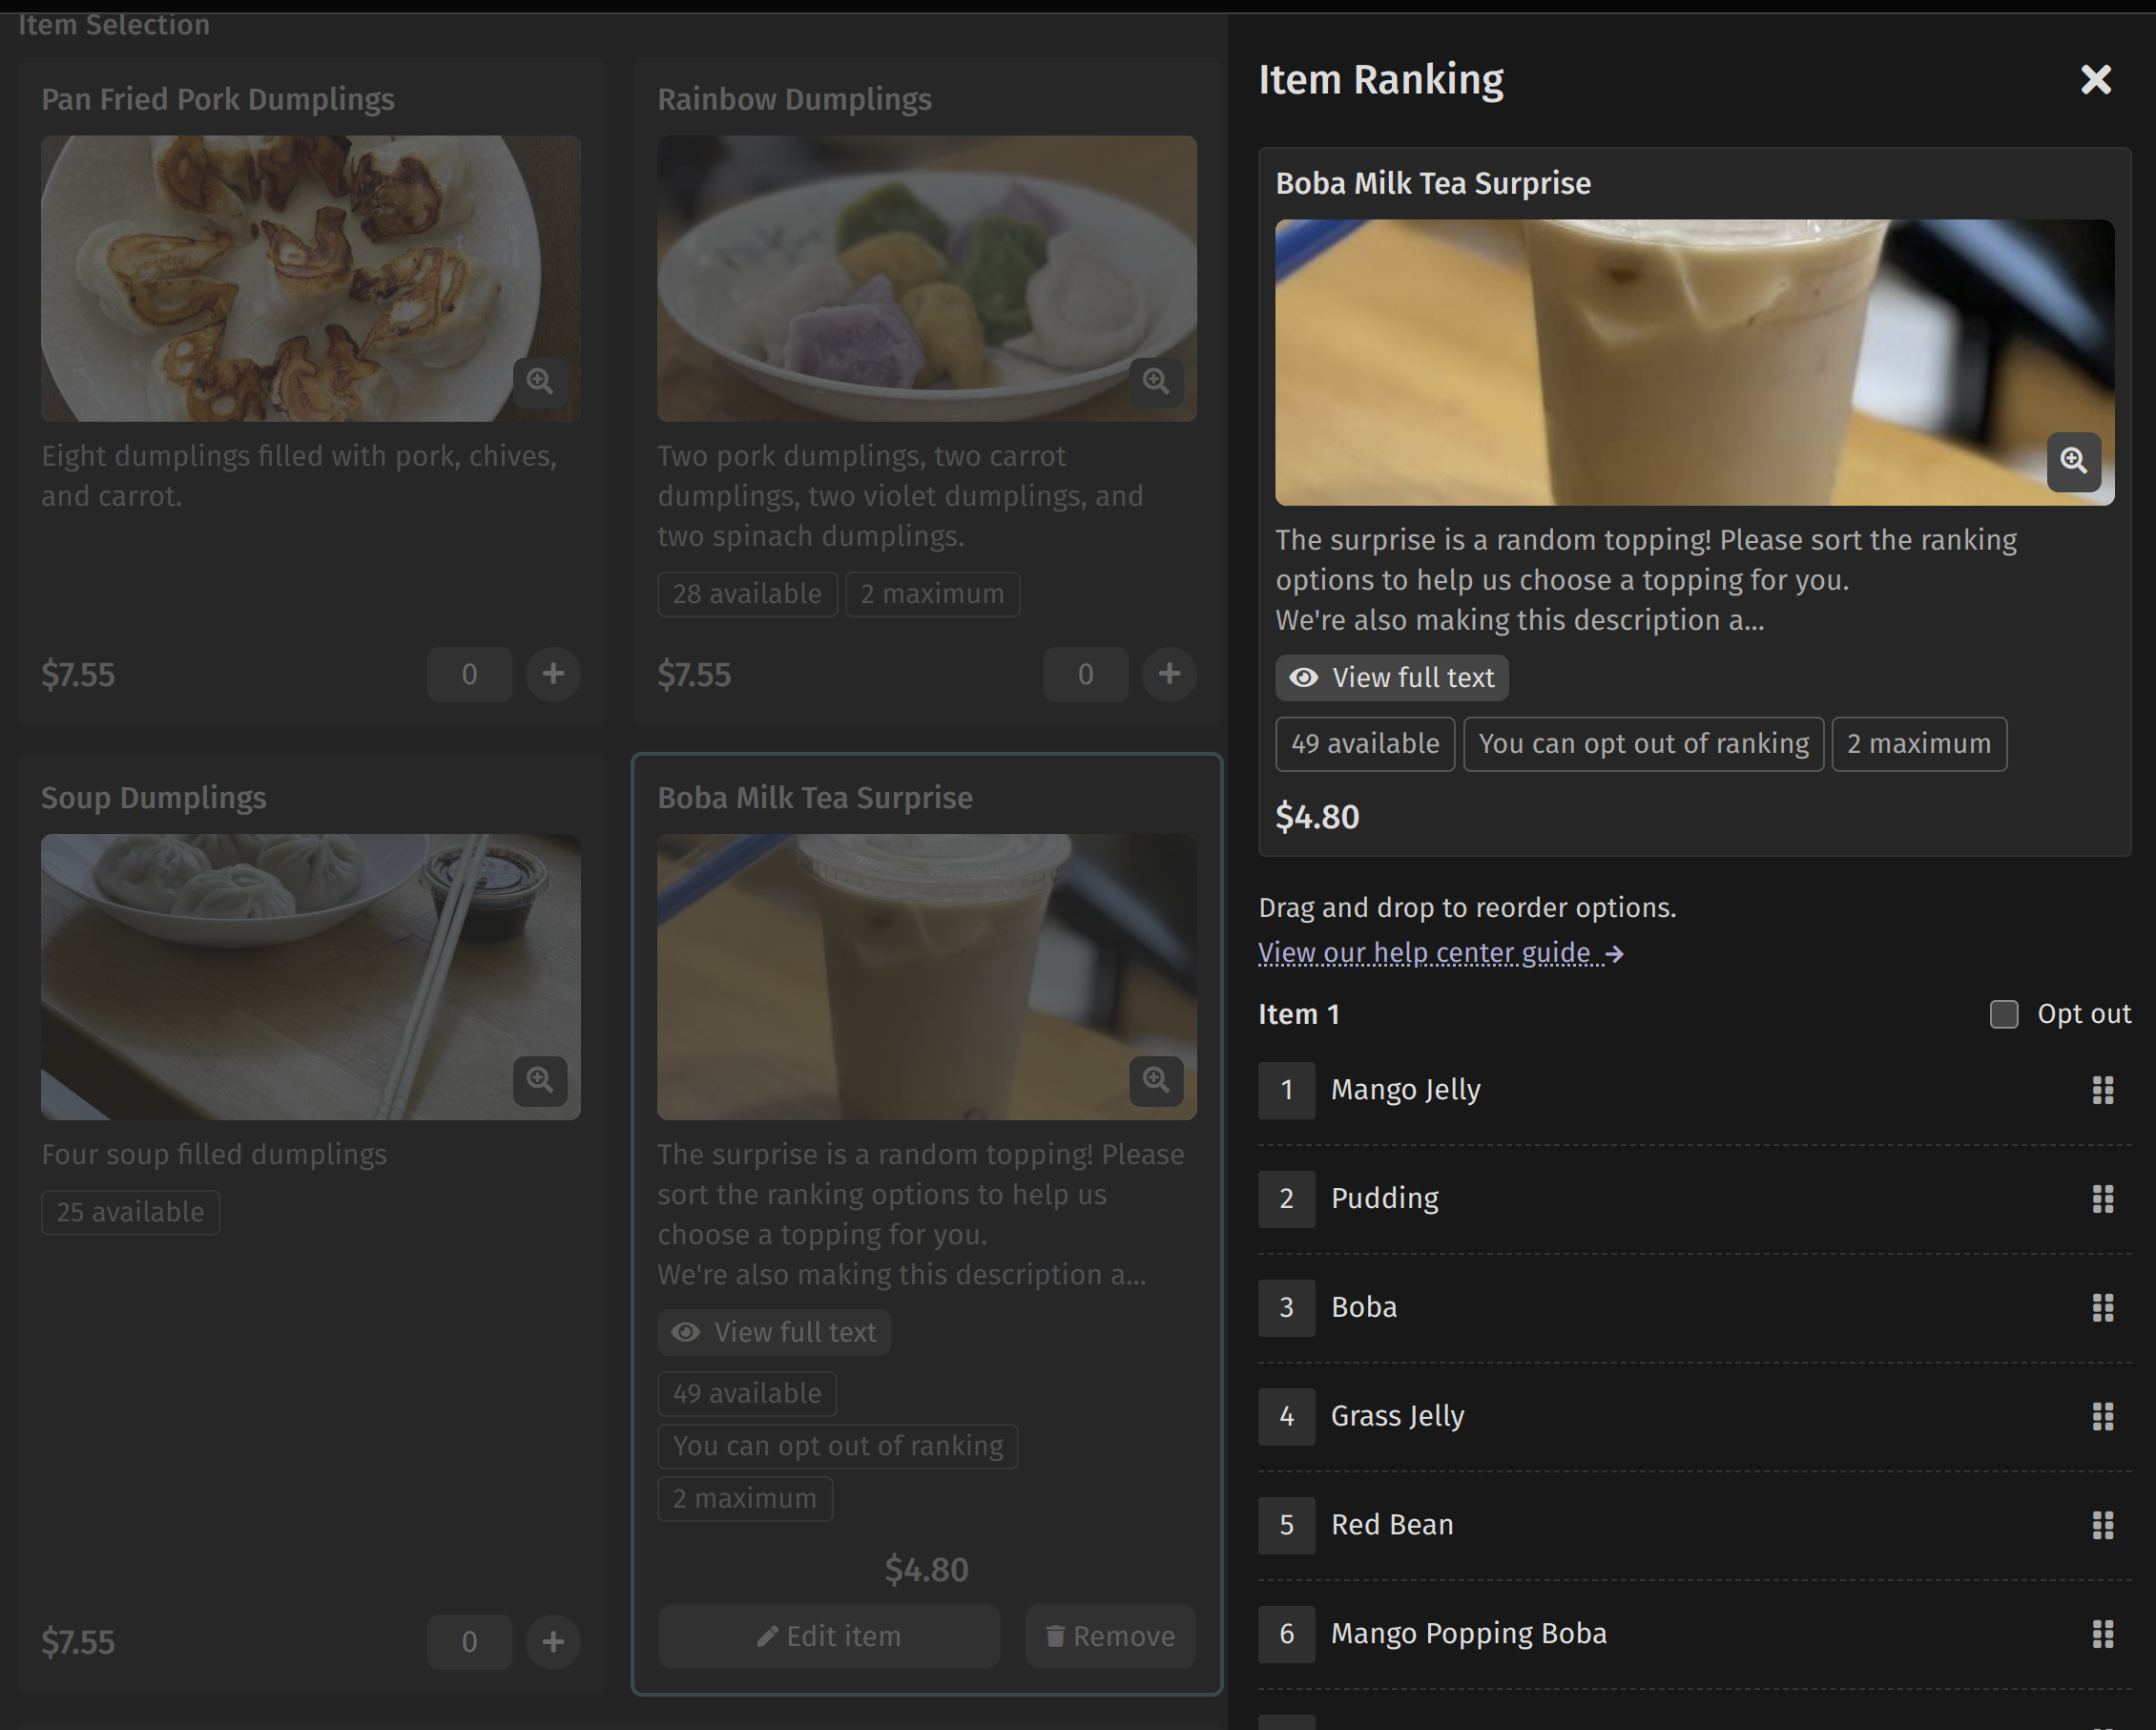 Item Selection
Pan Fried Pork Dumplings
Eight dumplings filled with pork, chives,
and carrot.
$7.55
0
Rainbow Dumplings
Two pork dumplings, two carrot
dumplings, two violet dumplings, and
two spinach dumplings.
28 available
2 maximum
$7.55
0
Soup Dumplings
Four soup filled dumplings
25 available
$7.55
0
Boba Milk Tea Surprise
The surprise is a random topping! Please
sort the ranking options to help us
choose a topping for you.
We're also making this description a...
View full text
49 available
You can opt out of ranking
2 maximum
$4.80
Edit item
Remove
Item Ranking
Boba Milk Tea Surprise
The surprise is a random topping! Please sort the ranking
options to help us choose a topping for you.
We're also making this description a...
View full text
49 available
You can opt out of ranking
2 maximum
$4.80
Drag and drop to reorder options.
View our help center guide
Item 1
Opt out
1 Mango Jelly
2 Pudding
3 Boba
4 Grass Jelly
5 Red Bean
6 Mango Popping Boba